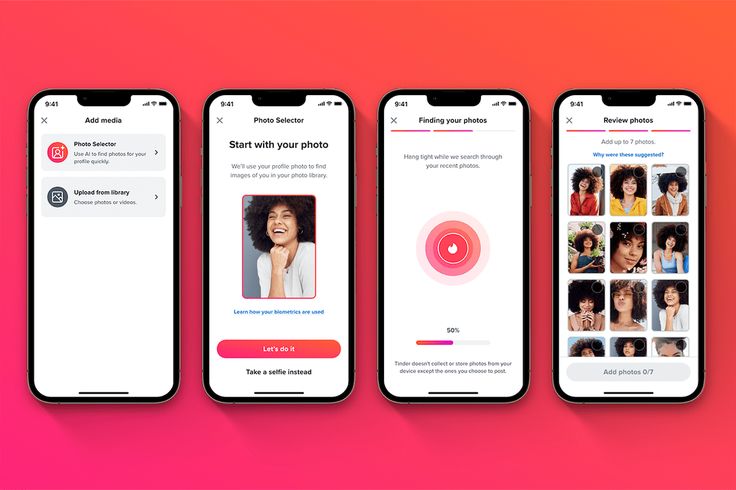 9:41
Add media
Photo Selector
Use AI to find photos for your
profile quickly.
Upload from library
Choose photos or videos.
9:41
Photo Selector
Start with your photo
We'll use your profile photo to find
images of you in your photo library.
Learn how your biometrics are used
Let's do it
Take a selfie instead
9:41
Finding your photos
Hang tight while we search through
your recent photos.
50%
Tinder doesn't collect or store photos from your
device except the ones you choose to post.
9:41
Review photos
Add up to 7 photos.
Why were these suggested?
Add photos 0/7